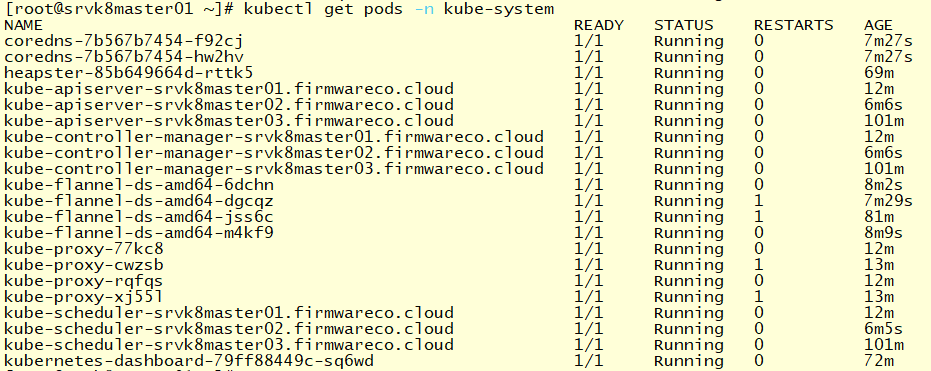 [root@srvk8master01 ~]# kubectl get pods -n kube-system
NAME READY STATUS RESTARTS AGE
coredns-7b567b7454-f92cj 1/1 Running 0 7m27s
coredns-7b567b7454-hw2hv 1/1 Running 0 7m27s
heapster-85b649664d-rttk5 1/1 Running 0 69m
kube-apiserver-srvk8master01.firmwareco.cloud 1/1 Running 0 12m
kube-apiserver-srvk8master02.firmwareco.cloud 1/1 Running 0 6m6s
kube-apiserver-srvk8master03.firmwareco.cloud 1/1 Running 0 101m
kube-controller-manager-srvk8master01.firmwareco.cloud 1/1 Running 0 12m
kube-controller-manager-srvk8master02.firmwareco.cloud 1/1 Running 0 6m6s
kube-controller-manager-srvk8master03.firmwareco.cloud 1/1 Running 0 101m
kube-flannel-ds-amd64-6dchn 1/1 Running 0 8m2s
kube-flannel-ds-amd64-dgcqz 1/1 Running 1 7m29s
kube-flannel-ds-amd64-jss6c 1/1 Running 1 81m
kube-flannel-ds-amd64-m4kf9 1/1 Running 0 8m9s
kube-proxy-77kc8 1/1 Running 0 12m
kube-proxy-cwzsb 1/1 Running 1 13m
kube-proxy-rqfqs 1/1 Running 0 12m
kube-proxy-xj55l 1/1 Running 1 13m
kube-scheduler-srvk8master01.firmwareco.cloud 1/1 Running 0 12m
kube-scheduler-srvk8master02.firmwareco.cloud 1/1 Running 0 6m5s
kube-scheduler-srvk8master03.firmwareco.cloud 1/1 Running 0 101m
kubernetes-dashboard-79ff88449c-sq6wd 1/1 Running 0 72m